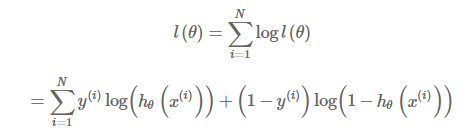 l(θ) = ∑_{i=1}^{N} log l(θ)
= ∑_{i=1}^{N} y^{(i)} log(h_θ(x^{(i)})) + (1 − y^{(i)}) log(1 − h_θ(x^{(i)}))